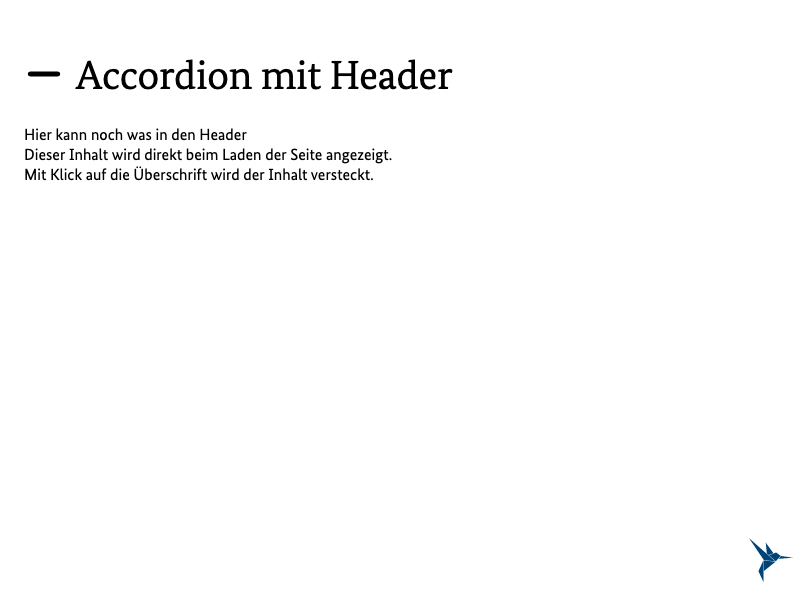 Accordion mit Header
Hier kann noch was in den Header
Dieser Inhalt wird direkt beim Laden der Seite angezeigt.
Mit Klick auf die Überschrift wird der Inhalt versteckt.